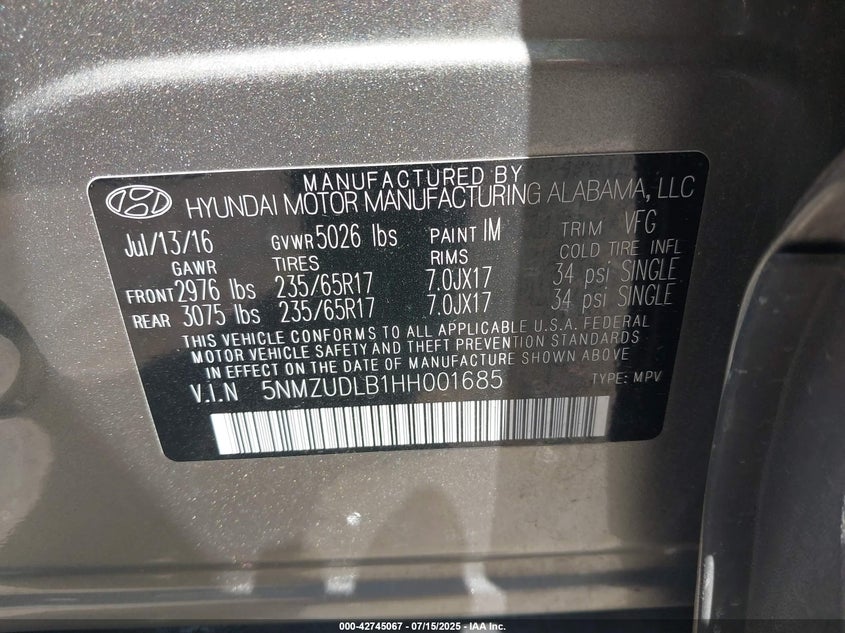 MANUFACTURED BY
HYUNDAI MOTOR MANUFACTURING ALABAMA, LLC
Jul/13/16 GVWR 5026 lbs PAINT IM TRIM VFG
GAWR TIRES RIMS COLD TIRE INFL
FRONT 2976 lbs 235/65R17 7.0JX17 34 psi SINGLE
REAR 3075 lbs 235/65R17 7.0JX17 34 psi SINGLE
THIS VEHICLE CONFORMS TO ALL APPLICABLE U.S.A. FEDERAL
MOTOR VEHICLE SAFETY AND THEFT PREVENTION STANDARDS
IN EFFECT ON THE DATE OF MANUFACTURE SHOWN ABOVE
V.I.N 5NMZUDLB1HH001685 TYPE: MPV
000-42745067 - 07/15/2025 - IAA Inc.